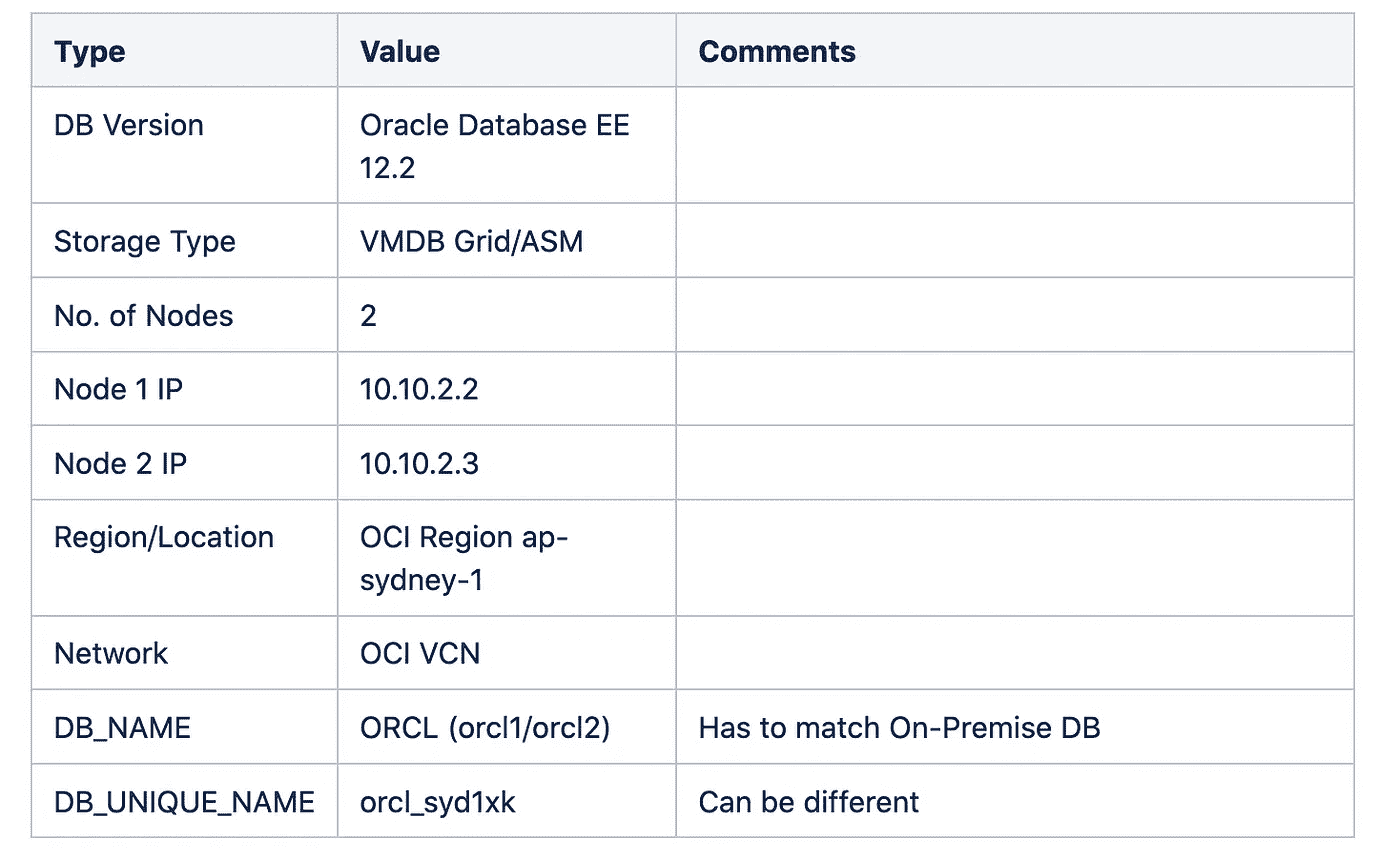 Type Value Comments
DB Version Oracle Database EE
12.2
Storage Type VMDB Grid/ASM
No. of Nodes 2
Node 1 IP 10.10.2.2
Node 2 IP 10.10.2.3
Region/Location OCI Region ap-
sydney-1
Network OCI VCN
DB_NAME ORCL (orcl1/orcl2) Has to match On-Premise DB
DB_UNIQUE_NAME orcl_syd1xk Can be different